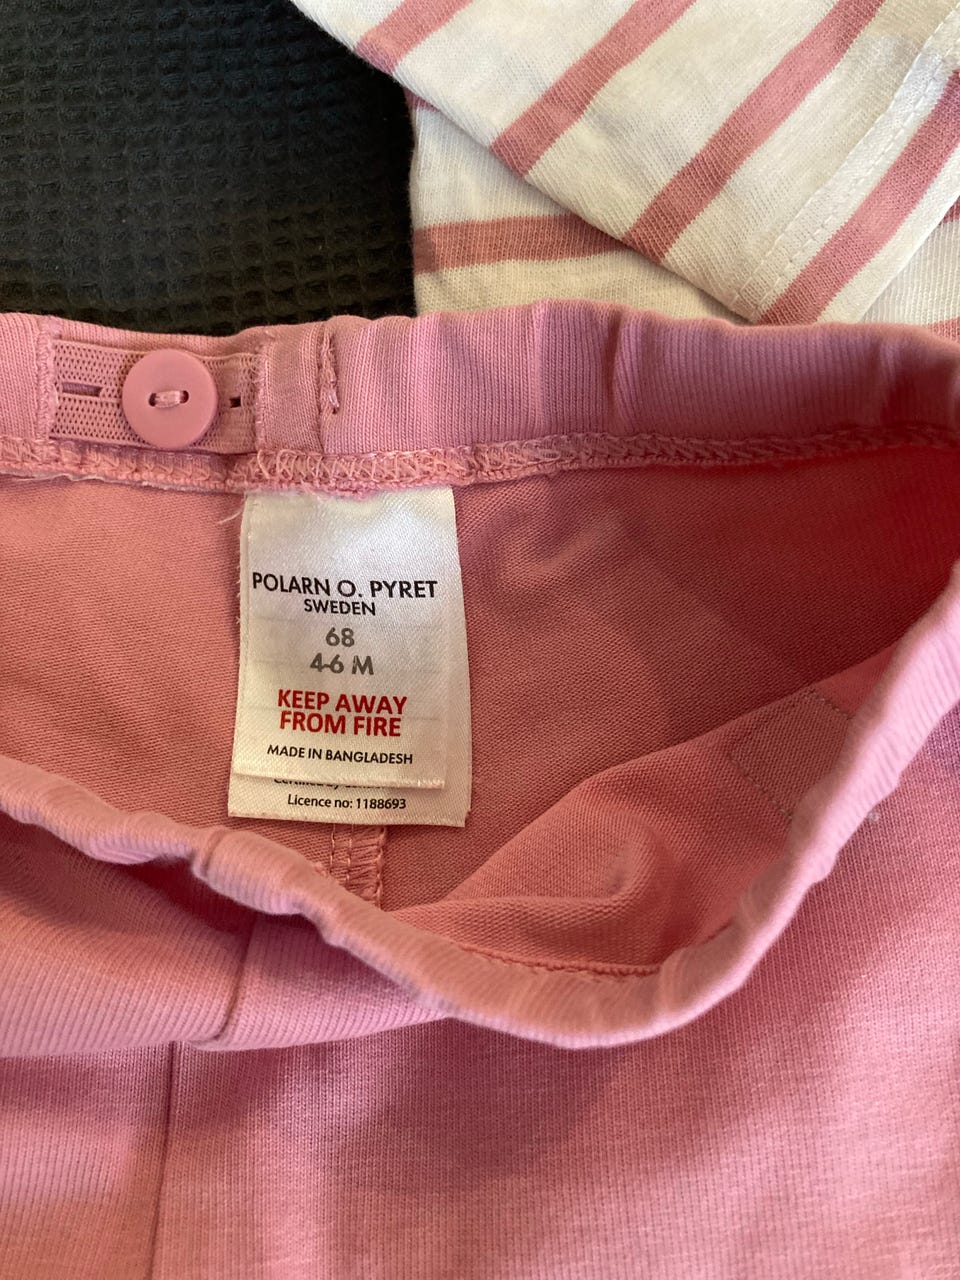 POLARN O. PYRET
SWEDEN
68
4-6 M
KEEP AWAY
FROM FIRE
MADE IN BANGLADESH
Licence no: 1188693